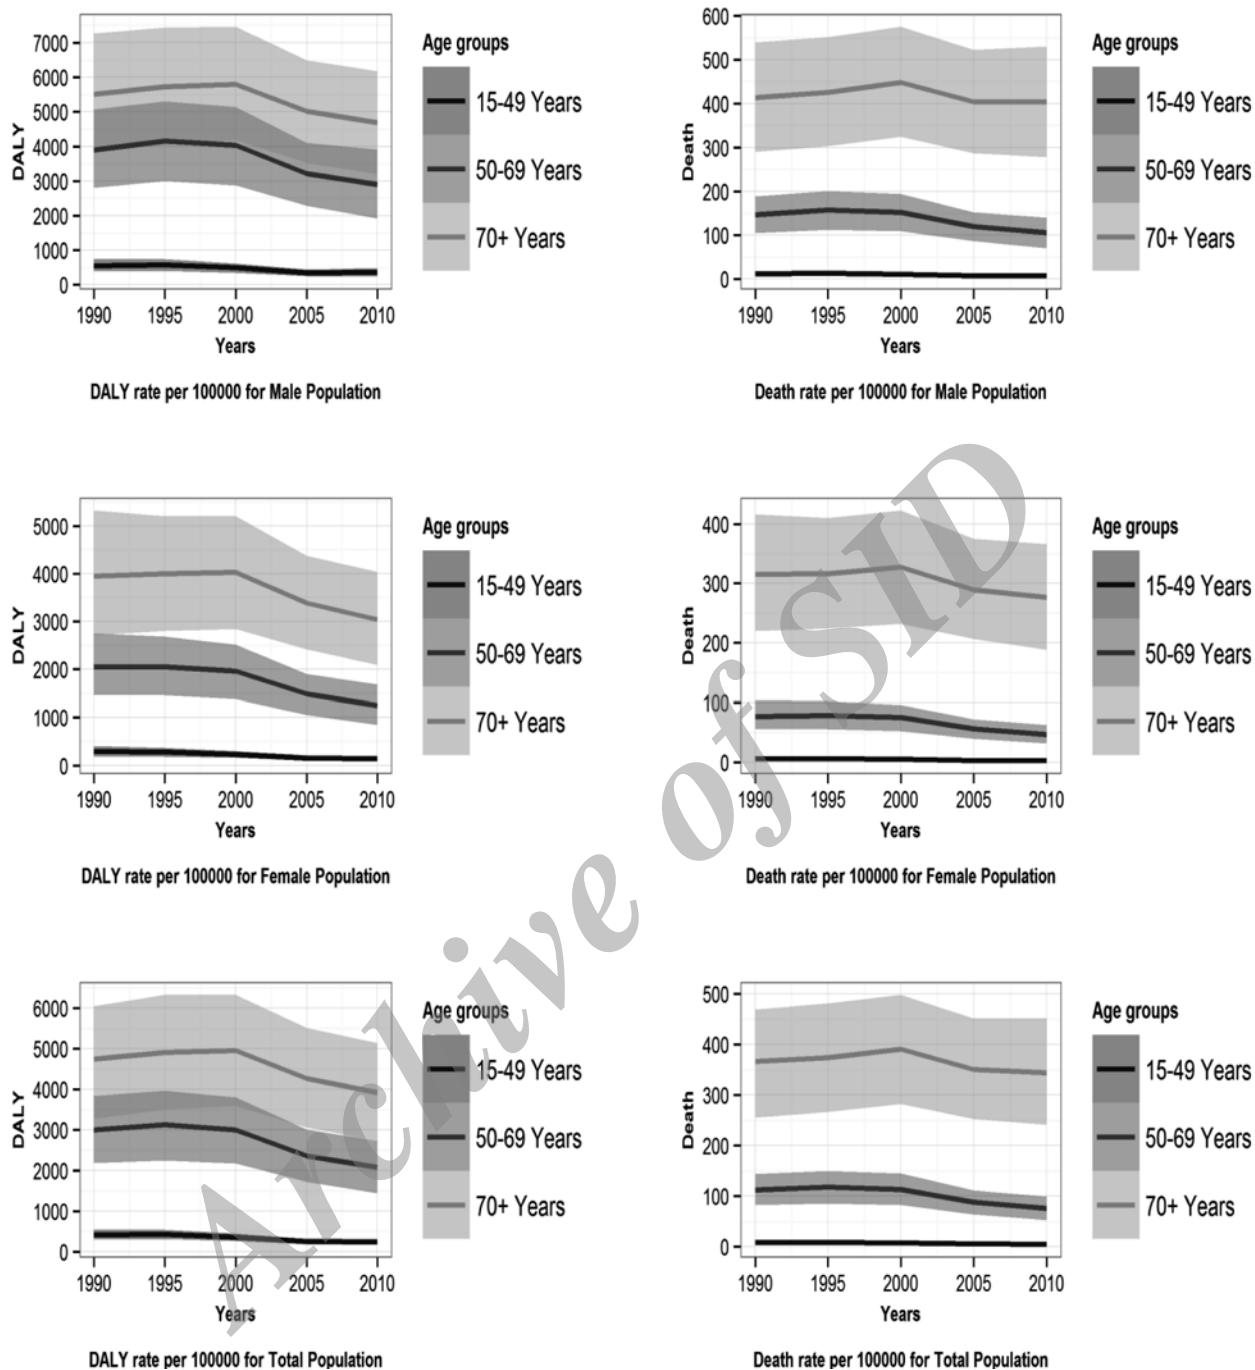 7000
6000
5000
4000
3000
2000
1000
0
DALY
1990 1995 2000 2005 2010
Years
Age groups
15-49 Years
50-69 Years
70+ Years
DALY rate per 100000 for Male Population
600
500
400
300
200
100
0
Death
1990 1995 2000 2005 2010
Years
Age groups
15-49 Years
50-69 Years
70+ Years
Death rate per 100000 for Male Population
5000
4000
3000
2000
1000
0
DALY
1990 1995 2000 2005 2010
Years
Age groups
15-49 Years
50-69 Years
70+ Years
DALY rate per 100000 for Female Population
400
300
200
100
0
Death
1990 1995 2000 2005 2010
Years
Age groups
15-49 Years
50-69 Years
70+ Years
Death rate per 100000 for Female Population
6000
5000
4000
3000
2000
1000
0
DALY
1990 1995 2000 2005 2010
Years
Age groups
15-49 Years
50-69 Years
70+ Years
DALY rate per 100000 for Total Population
500
400
300
200
100
0
Death
1990 1995 2000 2005 2010
Years
Age groups
15-49 Years
50-69 Years
70+ Years
Death rate per 100000 for Total Population
Archive of SID